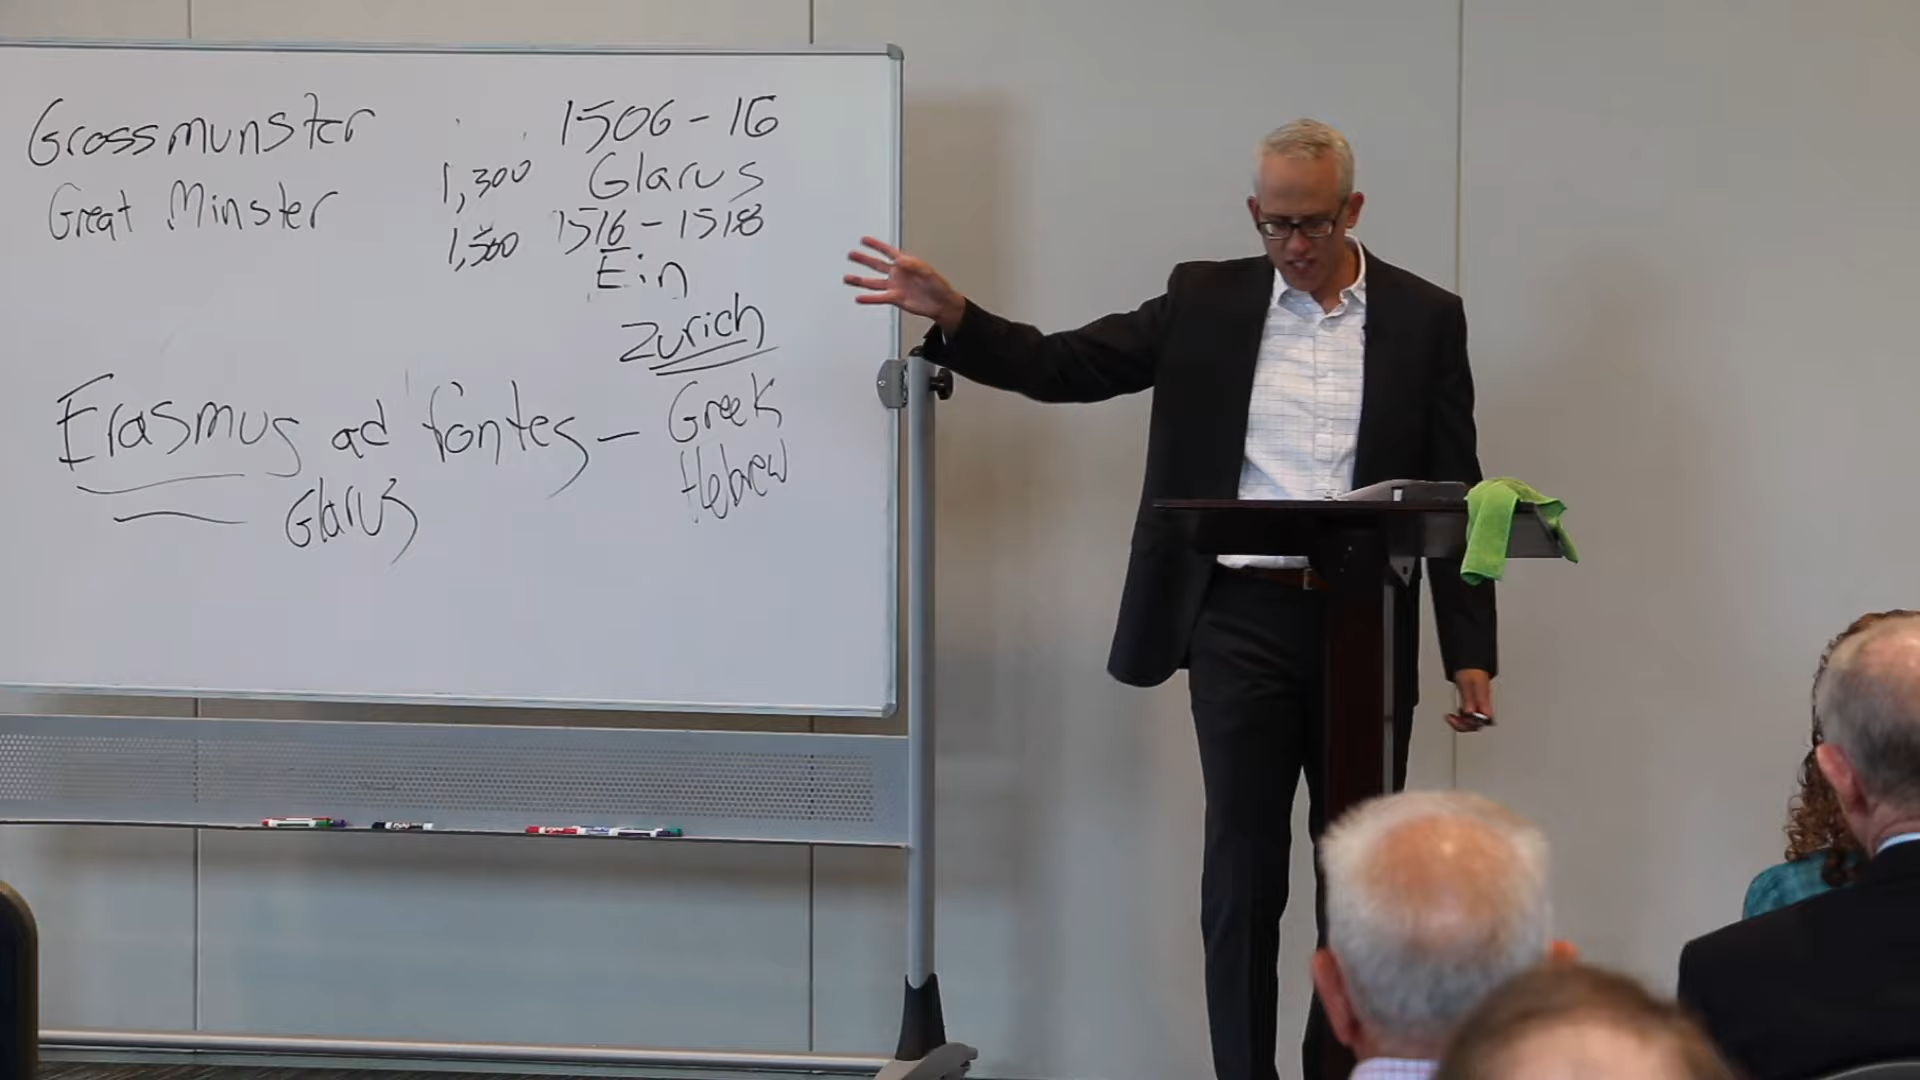 Grossmunster
Great Minster
1,300
1,500
1506-16
Glarus
1516-1518
Ein
Zurich
Erasmus ad fontes - Greek
Hebrew
Glarus